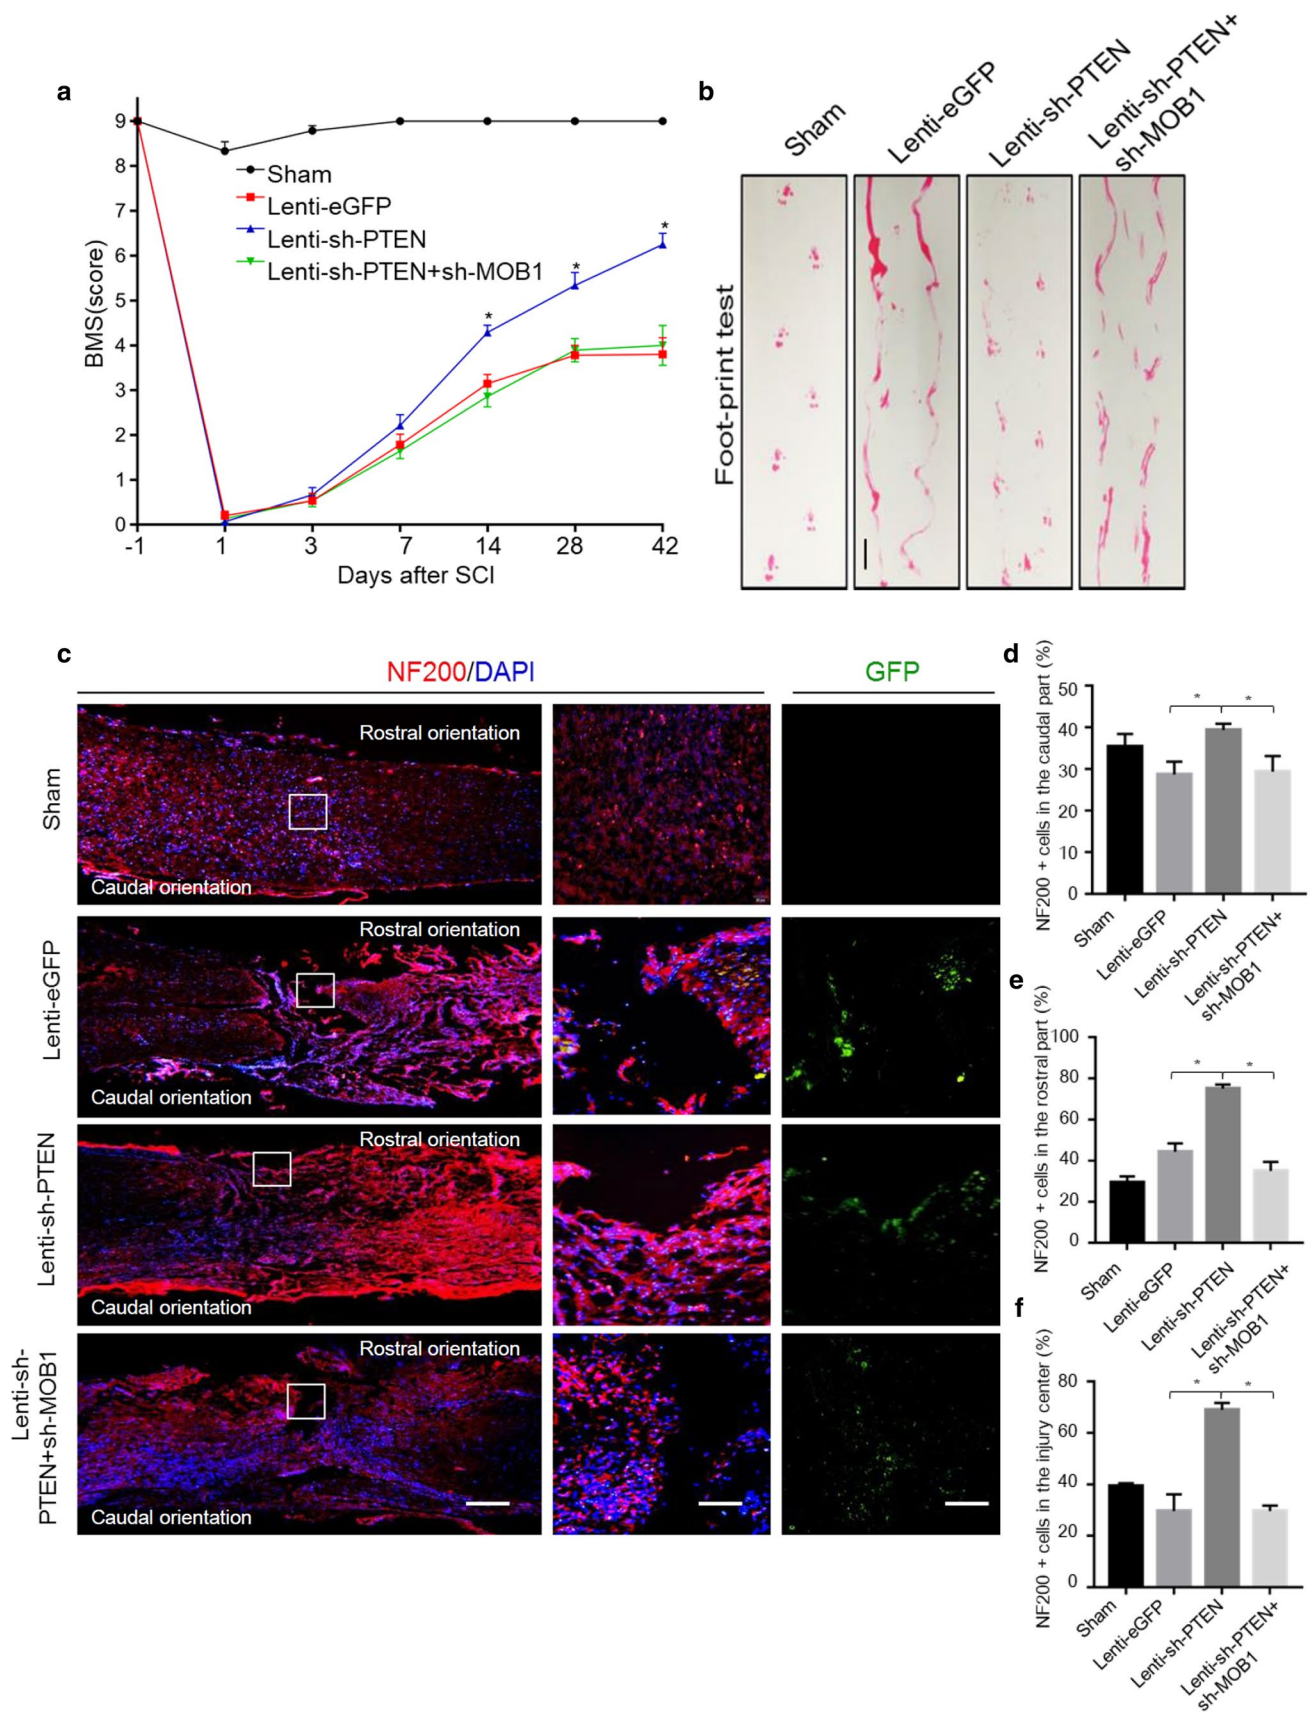 a
BMS(score)
9
8
7
6
5
4
3
2
1
0
Sham
Lenti-eGFP
Lenti-sh-PTEN
Lenti-sh-PTEN+sh-MOB1
*
*
*
-1 1 3 7 14 28 42
Days after SCI
b
Sham
Lenti-eGFP
Lenti-sh-PTEN
Lenti-sh-PTEN+
sh-MOB1
Foot-print test
c
NF200/DAPI
GFP
Sham
Rostral orientation
Caudal orientation
Lenti-eGFP
Rostral orientation
Caudal orientation
Lenti-sh-PTEN
Rostral orientation
Caudal orientation
Lenti-sh-
PTEN+sh-MOB1
Rostral orientation
Caudal orientation
d
NF200 + cells in the caudal part (%)
50
40
30
20
10
0
* *
Sham
Lenti-eGFP
Lenti-sh-PTEN
Lenti-sh-PTEN+
sh-MOB1
e
NF200 + cells in the rostral part (%)
100
80
60
40
20
0
* *
Sham
Lenti-eGFP
Lenti-sh-PTEN
Lenti-sh-PTEN+
sh-MOB1
f
NF200 + cells in the injury center (%)
80
60
40
20
0
* *
Sham
Lenti-eGFP
Lenti-sh-PTEN
Lenti-sh-PTEN+
sh-MOB1